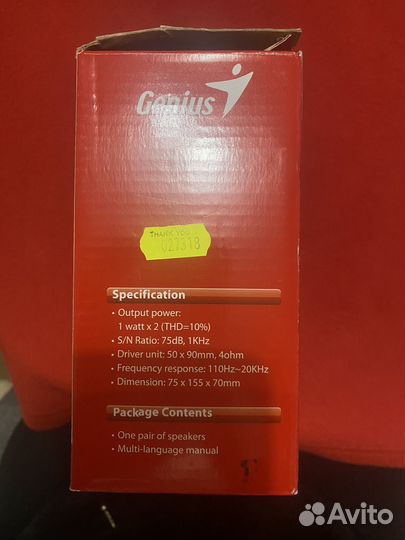 Genius
THANK YOU
027318
Specification
• Output power:
1 watt x 2 (THD=10%)
• S/N Ratio: 75dB, 1KHz
• Driver unit: 50 x 90mm, 4ohm
• Frequency response: 110Hz~20KHz
• Dimension: 75 x 155 x 70mm
Package Contents
• One pair of speakers
• Multi-language manual
Avito